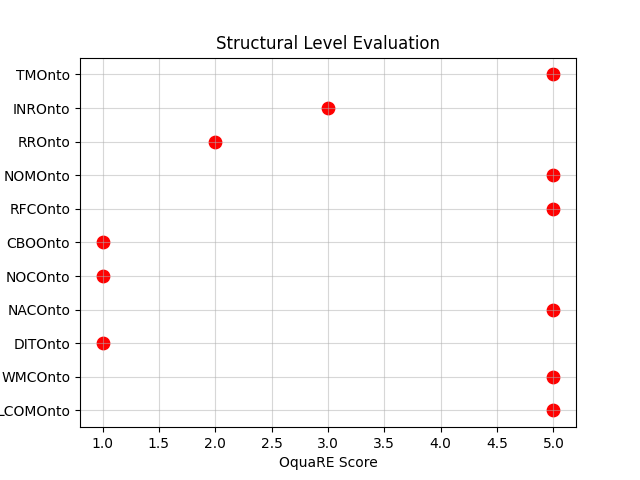 Structural Level Evaluation
TMOnto
INROnto
RROnto
NOMOnto
RFCOnto
CBOOnto
NOCOnto
NACOnto
DITOnto
WMCOnto
LCOMOnto
1.0 1.5 2.0 2.5 3.0 3.5 4.0 4.5 5.0
OquaRE Score